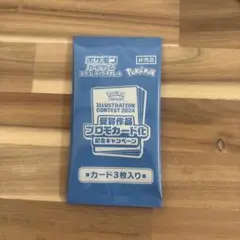 ポケモン
カードゲーム
非売品
Pokémon
ILLUSTRATION
CONTEST 2024
受賞作品
プロモカード化
記念キャンペーン
■カード3枚入り■